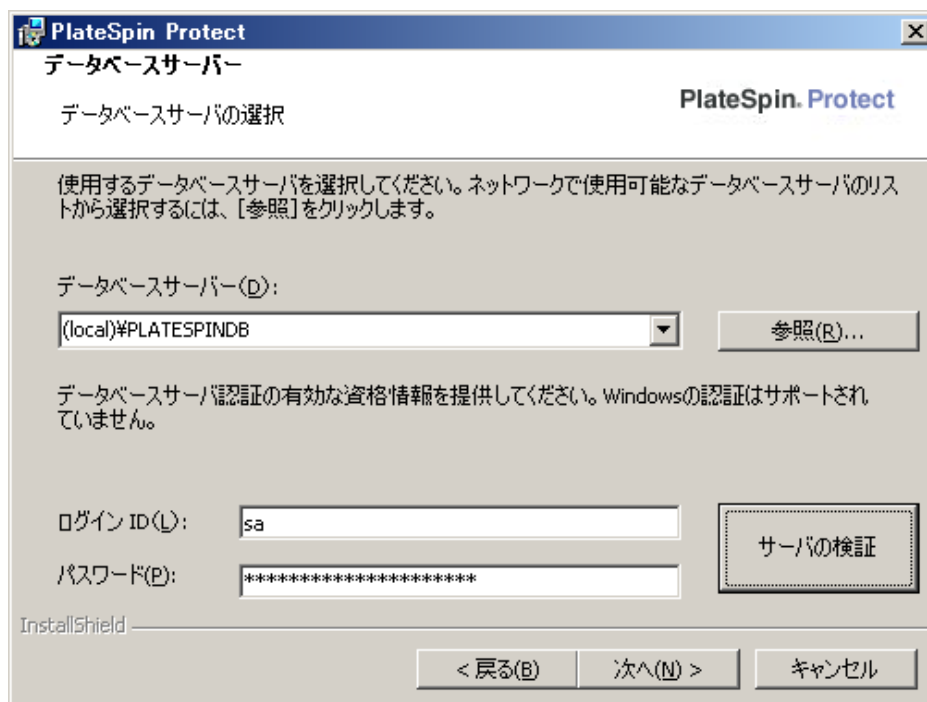 PlateSpin Protect
データベースサーバー
データベースサーバの選択
PlateSpin. Protect
使用するデータベースサーバを選択してください。ネットワークで使用可能なデータベースサーバのリス
トから選択するには、[参照]をクリックします。
データベースサーバー(D):
(local)¥PLATESPINDB
参照(R)...
データベースサーバ認証の有効な資格情報を提供してください。Windowsの認証はサポートされ
ていません。
ログイン ID(L):
sa
サーバの検証
パスワード(P):
*********************
InstallShield
< 戻る(B)
次へ(N) >
キャンセル